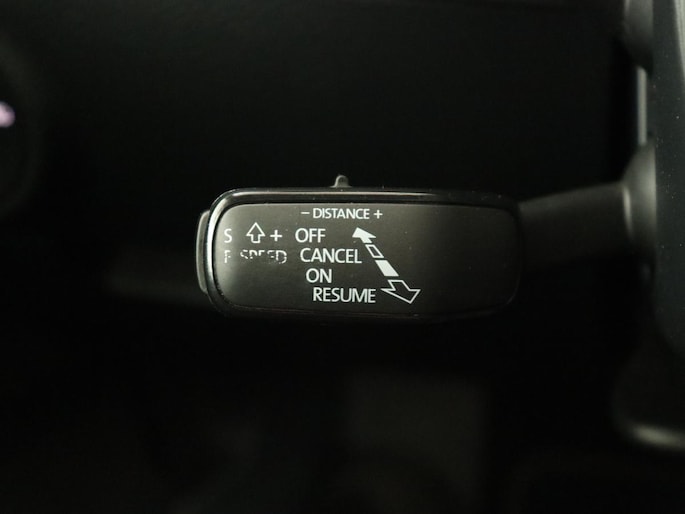 – DISTANCE +
S + OFF
SPEED CANCEL
ON
RESUME